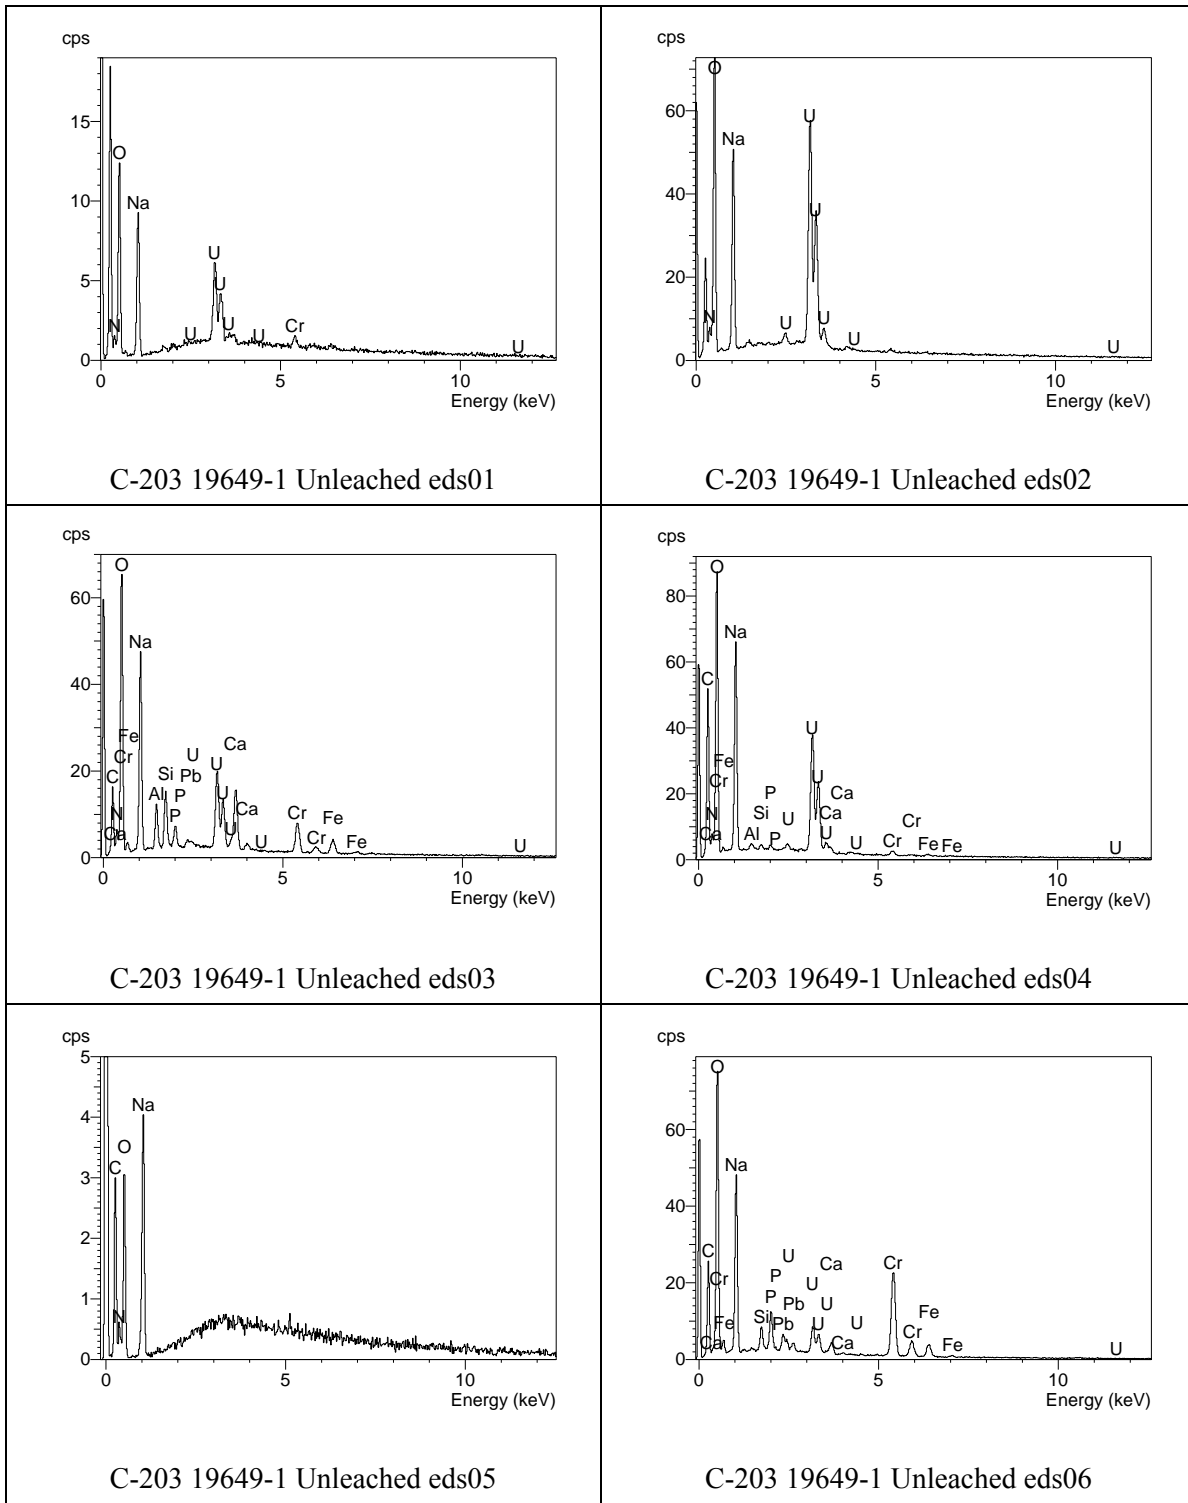 cps
15
10
5
0
O
Na
N
U
U
U
U
U
Cr
U
0
5
10
Energy (keV)
C-203 19649-1 Unleached eds01
cps
60
40
20
0
O
Na
N
U
U
U
U
U
U
0
5
10
Energy (keV)
C-203 19649-1 Unleached eds02
cps
60
40
20
0
O
Na
Fe
Cr
C
N
Ca
Al
Si
P
P
U
Pb
U
U
U
Ca
Ca
U
Cr
Cr
Fe
Fe
U
0
5
10
Energy (keV)
C-203 19649-1 Unleached eds03
cps
80
60
40
20
0
O
Na
C
Fe
Cr
N
Ca
Al
Si
P
P
U
U
U
U
Ca
Ca
U
Cr
Cr
Fe
Fe
U
0
5
10
Energy (keV)
C-203 19649-1 Unleached eds04
cps
5
4
3
2
1
0
Na
O
C
N
0
5
10
Energy (keV)
C-203 19649-1 Unleached eds05
cps
60
40
20
0
O
Na
C
Cr
Fe
Ca
Si
P
P
U
Pb
Pb
U
U
U
Ca
Ca
U
Cr
Cr
Fe
Fe
U
0
5
10
Energy (keV)
C-203 19649-1 Unleached eds06